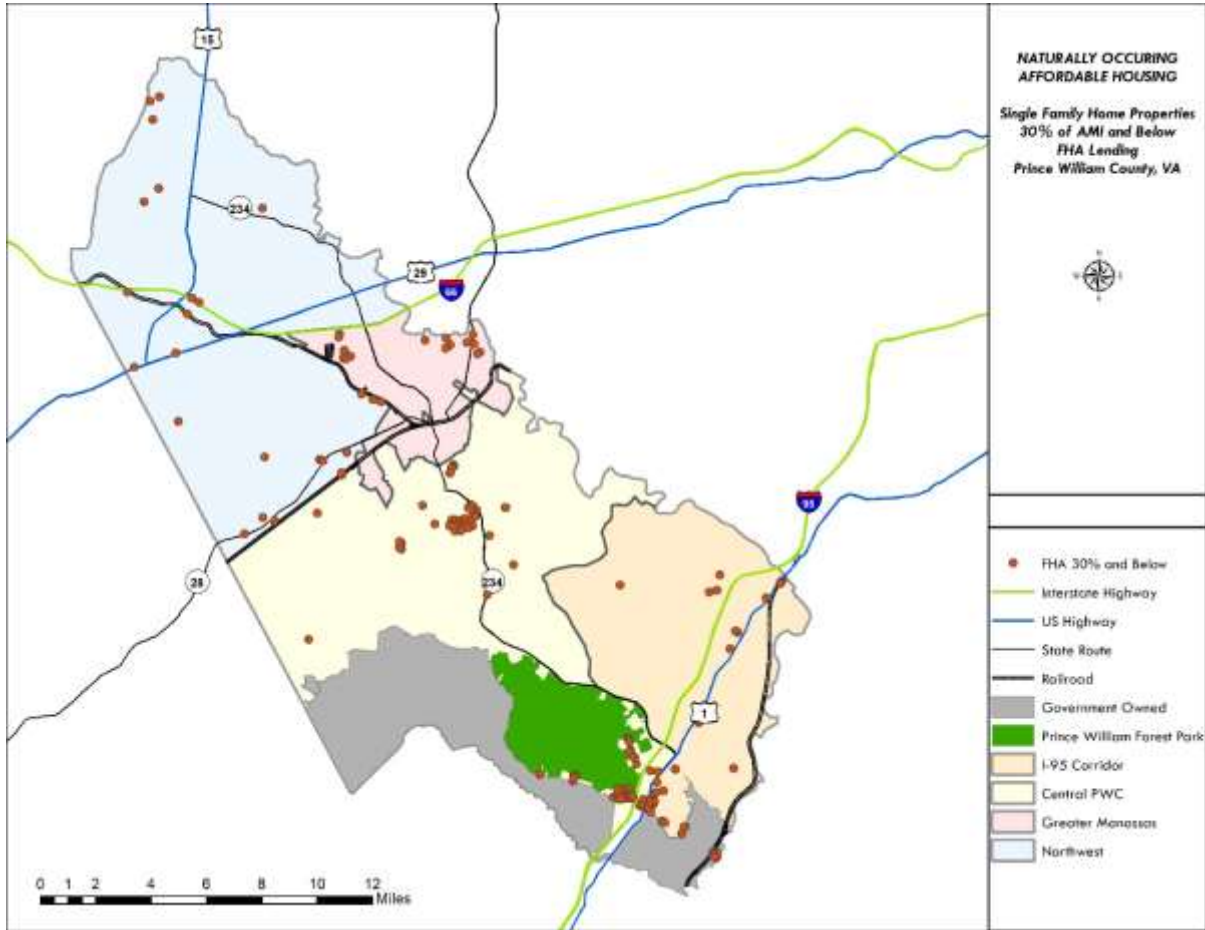 NATURALLY OCCURING
AFFORDABLE HOUSING
Single Family Home Properties
30% of AMI and Below
FHA Lending
Prince William County, VA
N
W E
S
15
234
29
66
95
28
234
1
FHA 30% and Below
Interstate Highway
US Highway
State Route
Railroad
Government Owned
Prince William Forest Park
I-95 Corridor
Central PWC
Greater Manassas
Northwest
0 1 2 4 6 8 10 12
Miles